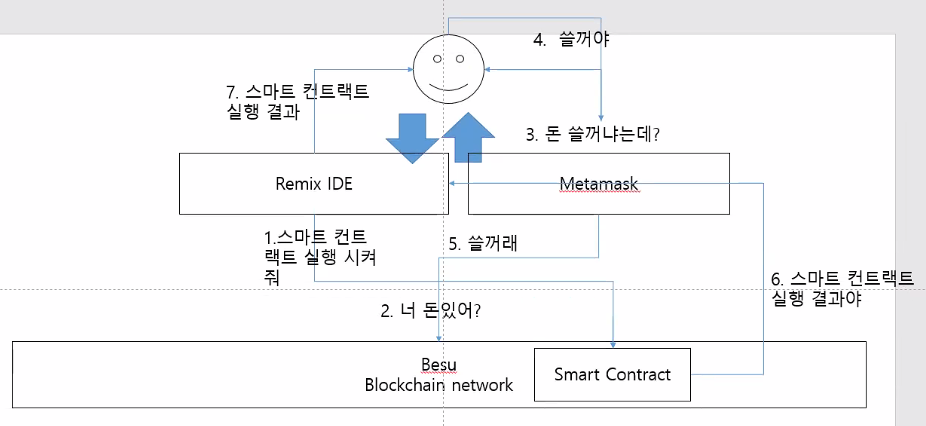 4. 쓸꺼야
7. 스마트 컨트랙트
실행 결과
3. 돈 쓸꺼냐는데?
Remix IDE
Metamask
1.스마트 컨트
랙트 실행 시켜
줘
5. 쓸꺼래
6. 스마트 컨트랙트
실행 결과야
2. 너 돈있어?
Besu
Blockchain network
Smart Contract